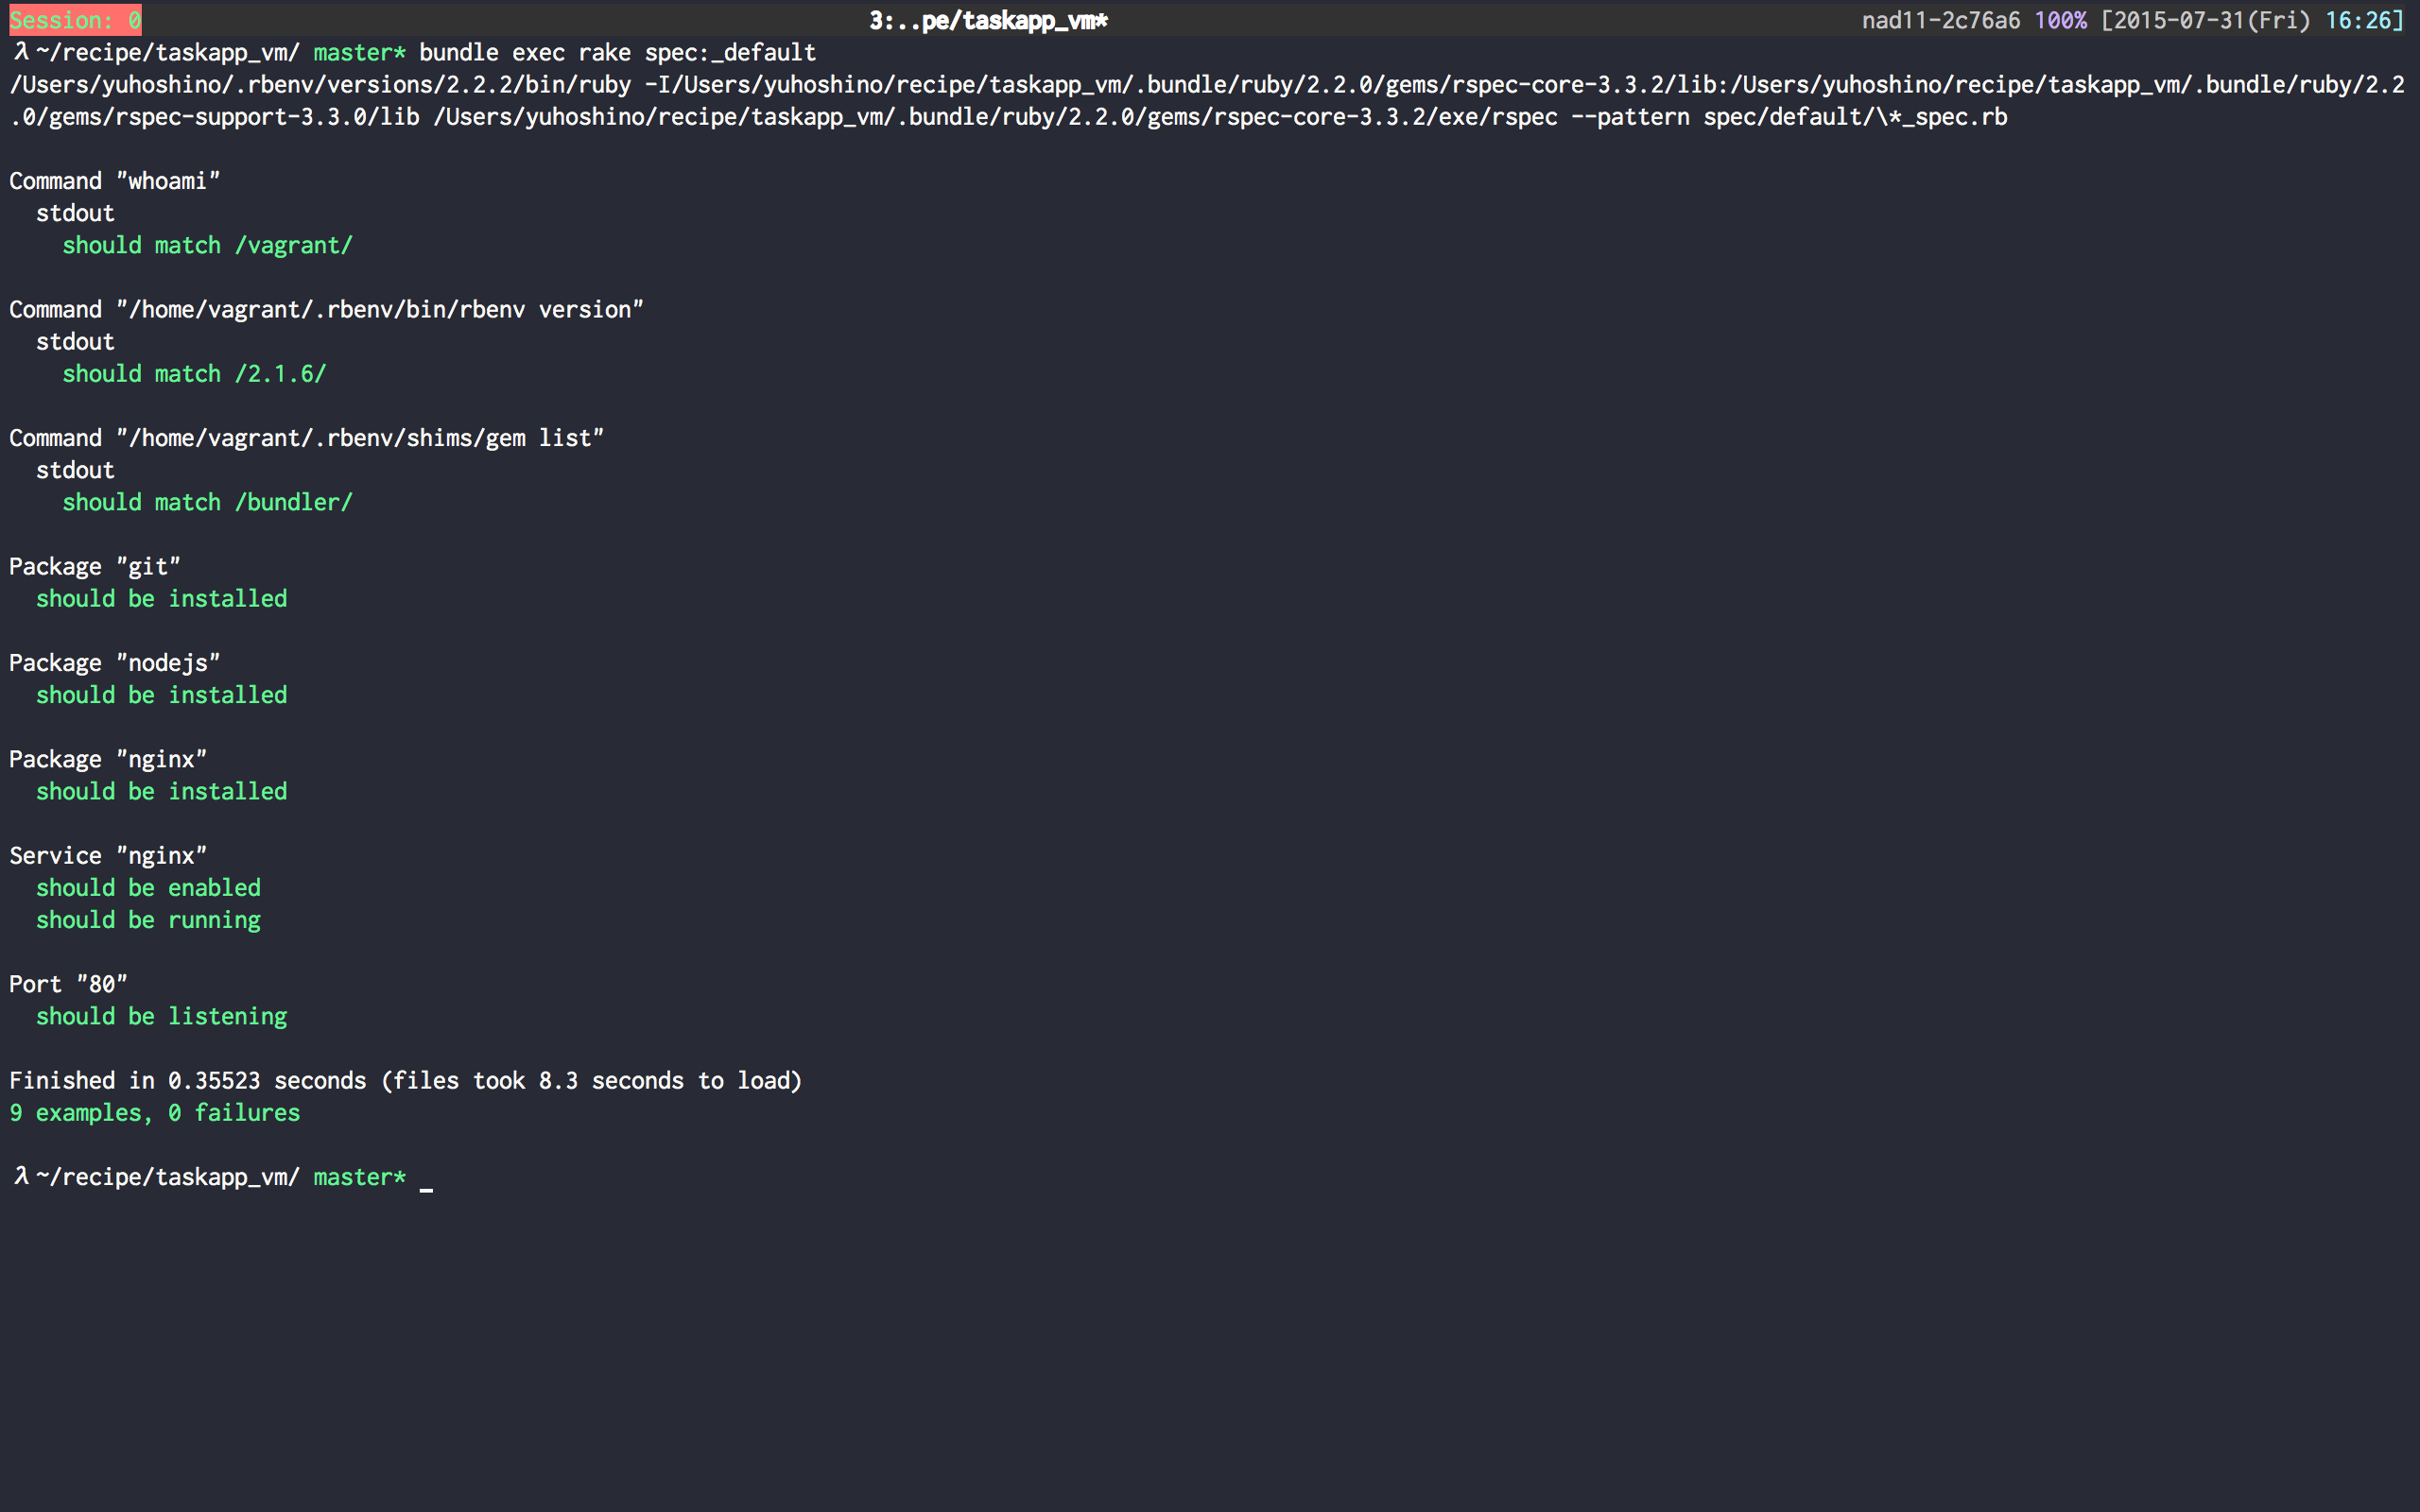 Session: 0 3:..pe/taskapp_vm* nad11-2c76a6 100% [2015-07-31(Fri) 16:26]
λ ~/recipe/taskapp_vm/ master* bundle exec rake spec:_default
/Users/yuhoshino/.rbenv/versions/2.2.2/bin/ruby -I/Users/yuhoshino/recipe/taskapp_vm/.bundle/ruby/2.2.0/gems/rspec-core-3.3.2/lib:/Users/yuhoshino/recipe/taskapp_vm/.bundle/ruby/2.2
.0/gems/rspec-support-3.3.0/lib /Users/yuhoshino/recipe/taskapp_vm/.bundle/ruby/2.2.0/gems/rspec-core-3.3.2/exe/rspec --pattern spec/default/\*_spec.rb
Command "whoami"
stdout
should match /vagrant/
Command "/home/vagrant/.rbenv/bin/rbenv version"
stdout
should match /2.1.6/
Command "/home/vagrant/.rbenv/shims/gem list"
stdout
should match /bundler/
Package "git"
should be installed
Package "nodejs"
should be installed
Package "nginx"
should be installed
Service "nginx"
should be enabled
should be running
Port "80"
should be listening
Finished in 0.35523 seconds (files took 8.3 seconds to load)
9 examples, 0 failures
λ ~/recipe/taskapp_vm/ master* _